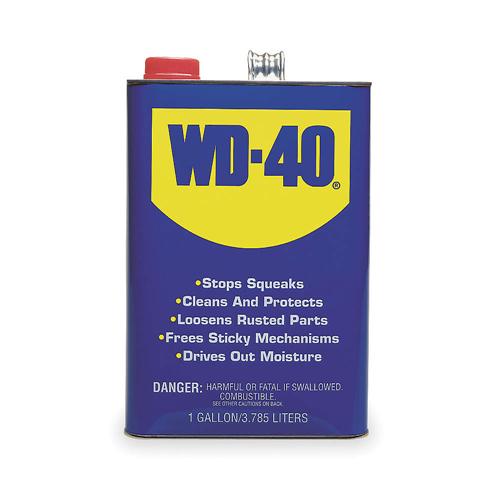 WD-40®
•Stops Squeaks
•Cleans And Protects
•Loosens Rusted Parts
•Frees Sticky Mechanisms
•Drives Out Moisture
DANGER: HARMFUL OR FATAL IF SWALLOWED.
COMBUSTIBLE.
SEE OTHER CAUTIONS ON BACK.
1 GALLON/3.785 LITERS